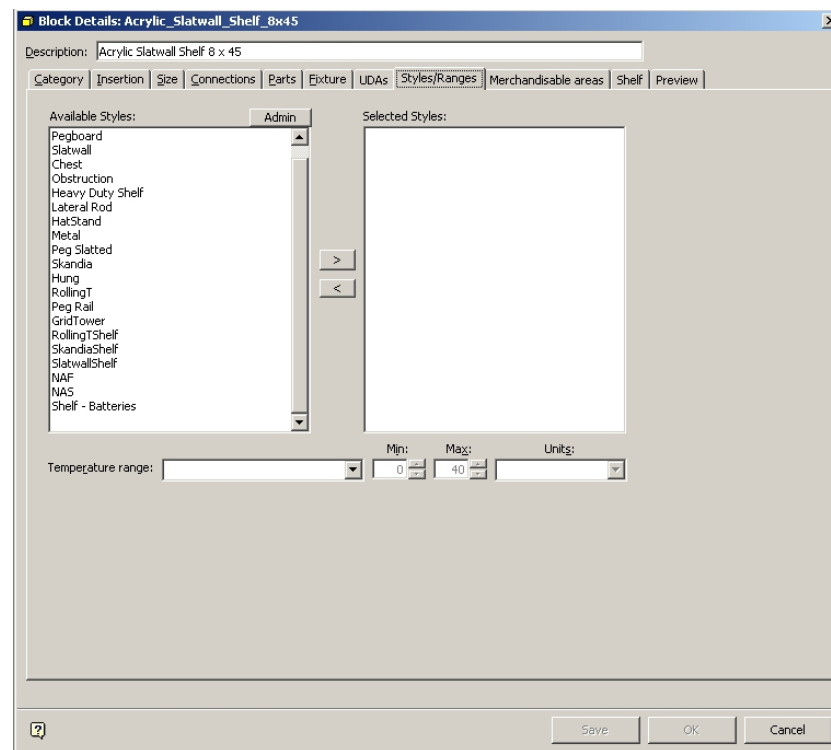 Block Details: Acrylic_Slatwall_Shelf_8x45
Description: Acrylic Slatwall Shelf 8 x 45
Category Insertion Size Connections Parts Fixture UDAs Styles/Ranges Merchandisable areas Shelf Preview
Available Styles: Admin Selected Styles:
Pegboard
Slatwall
Chest
Obstruction
Heavy Duty Shelf
Lateral Rod
HatStand
Metal
Peg Slatted
Skandia
Hung
RollingT
Peg Rail
GridTower
RollingTShelf
SkandiaShelf
SlatwallShelf
NAF
NAS
Shelf - Batteries
>
<
Min: Max: Units:
Temperature range: 0 40
Save OK Cancel